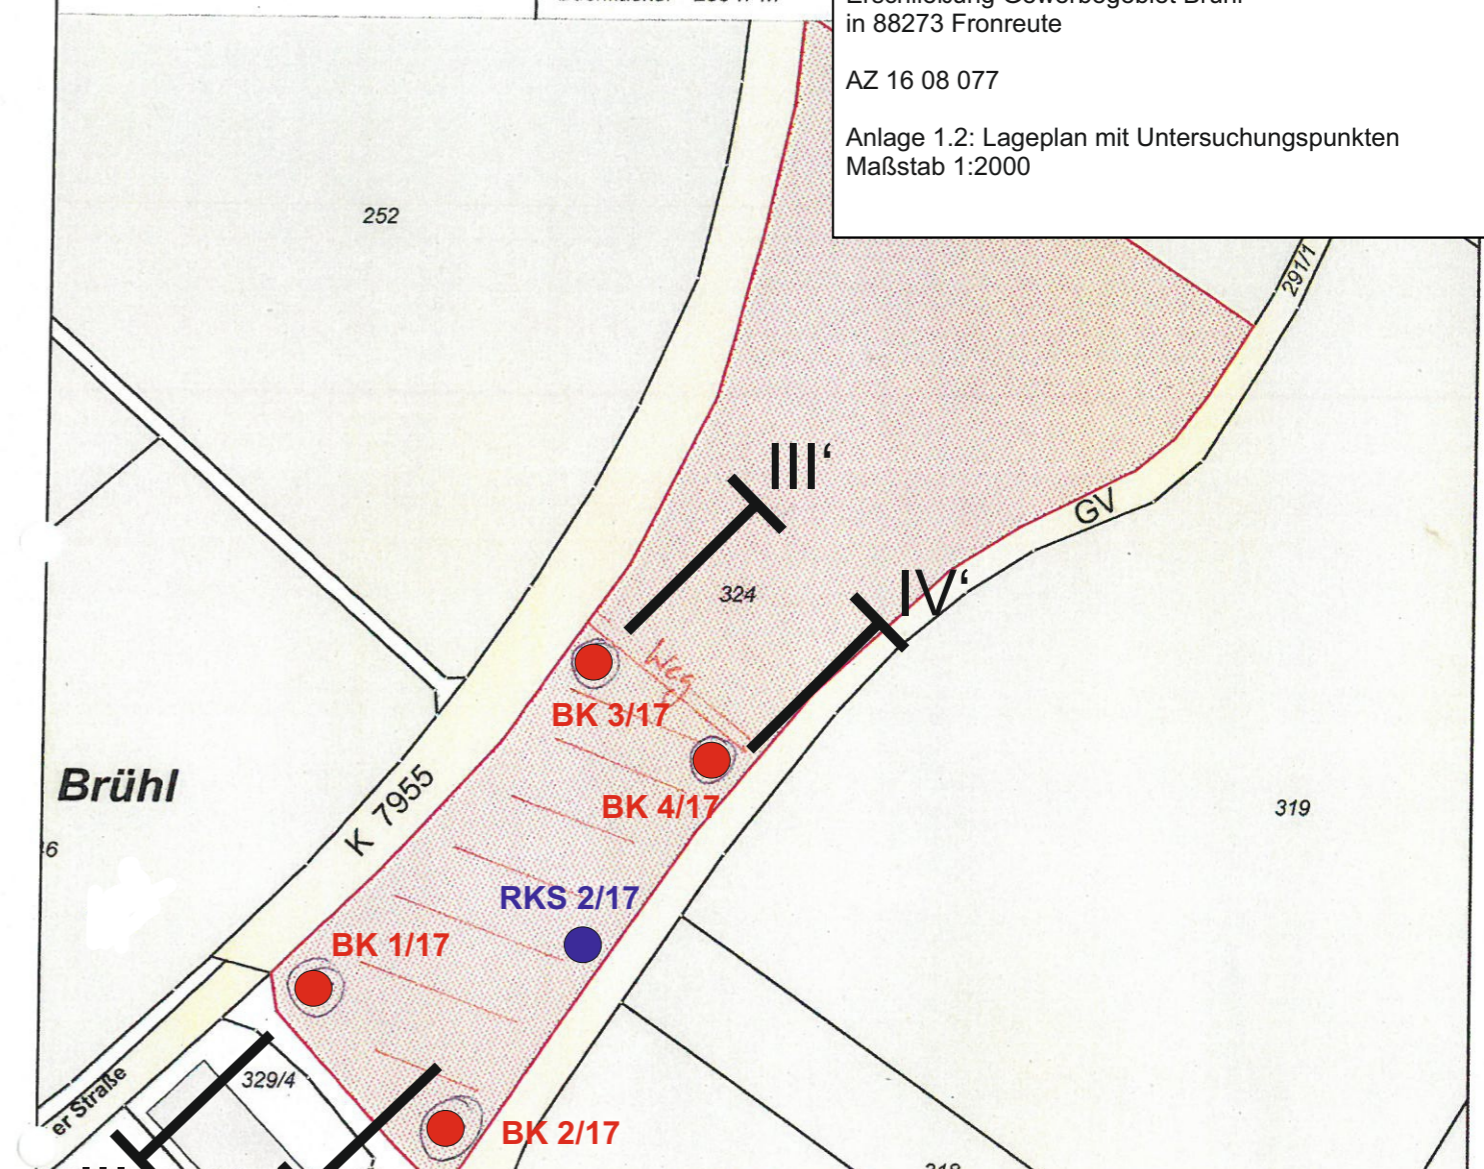 in 88273 Fronreute
AZ 16 08 077
Anlage 1.2: Lageplan mit Untersuchungspunkten
Maßstab 1:2000
252
291/1
III‘
GV
324
IV‘
Weg
BK 3/17
BK 4/17
Brühl
K 7955
319
RKS 2/17
BK 1/17
329/4
er Straße
BK 2/17